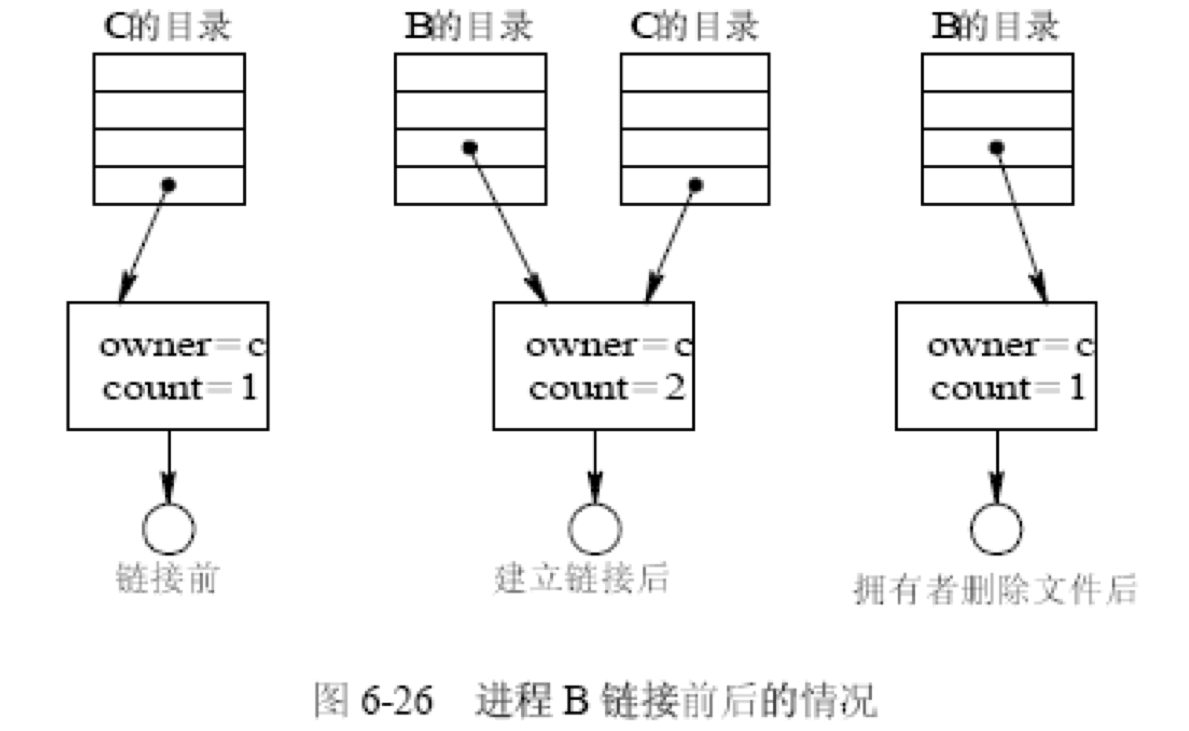 C的目录 B的目录 C的目录 B的目录
owner=c owner=c owner=c
count=1 count=2 count=1
链接前 建立链接后 拥有者删除文件后
图 6-26 进程 B 链接前后的情况